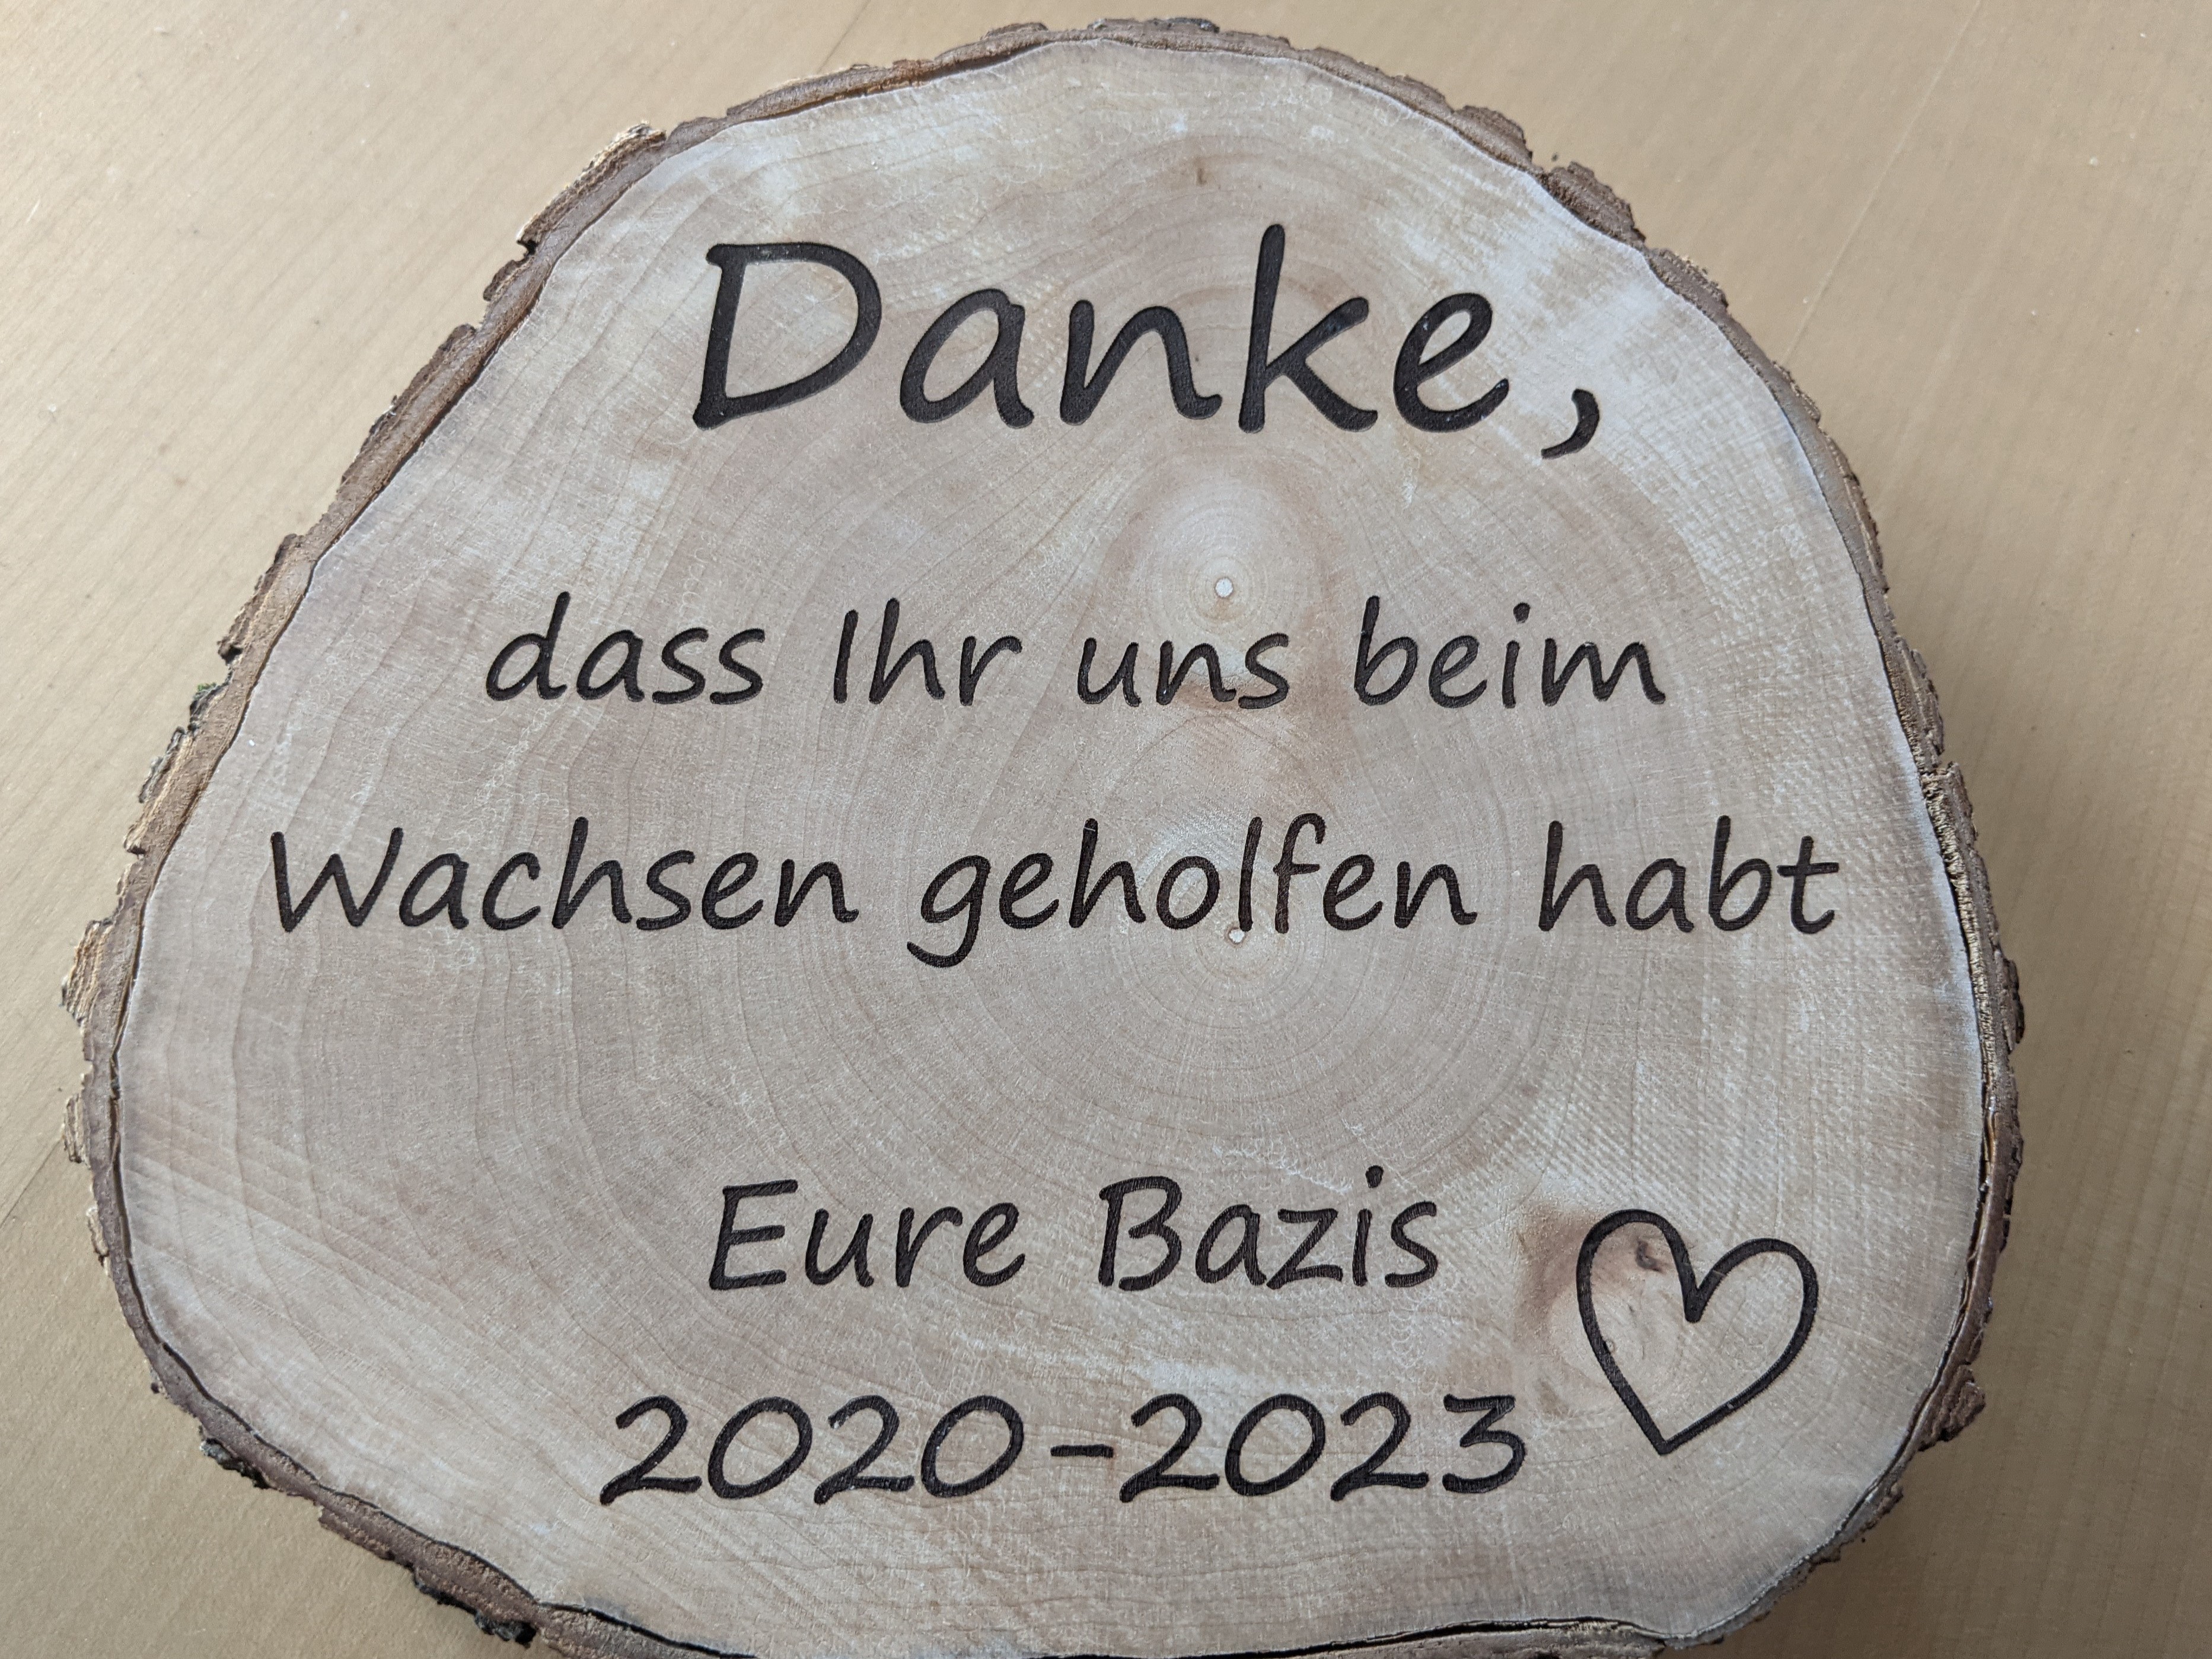 Danke,
dass Ihr uns beim
Wachsen geholfen habt
Eure Bazis
2020-2023